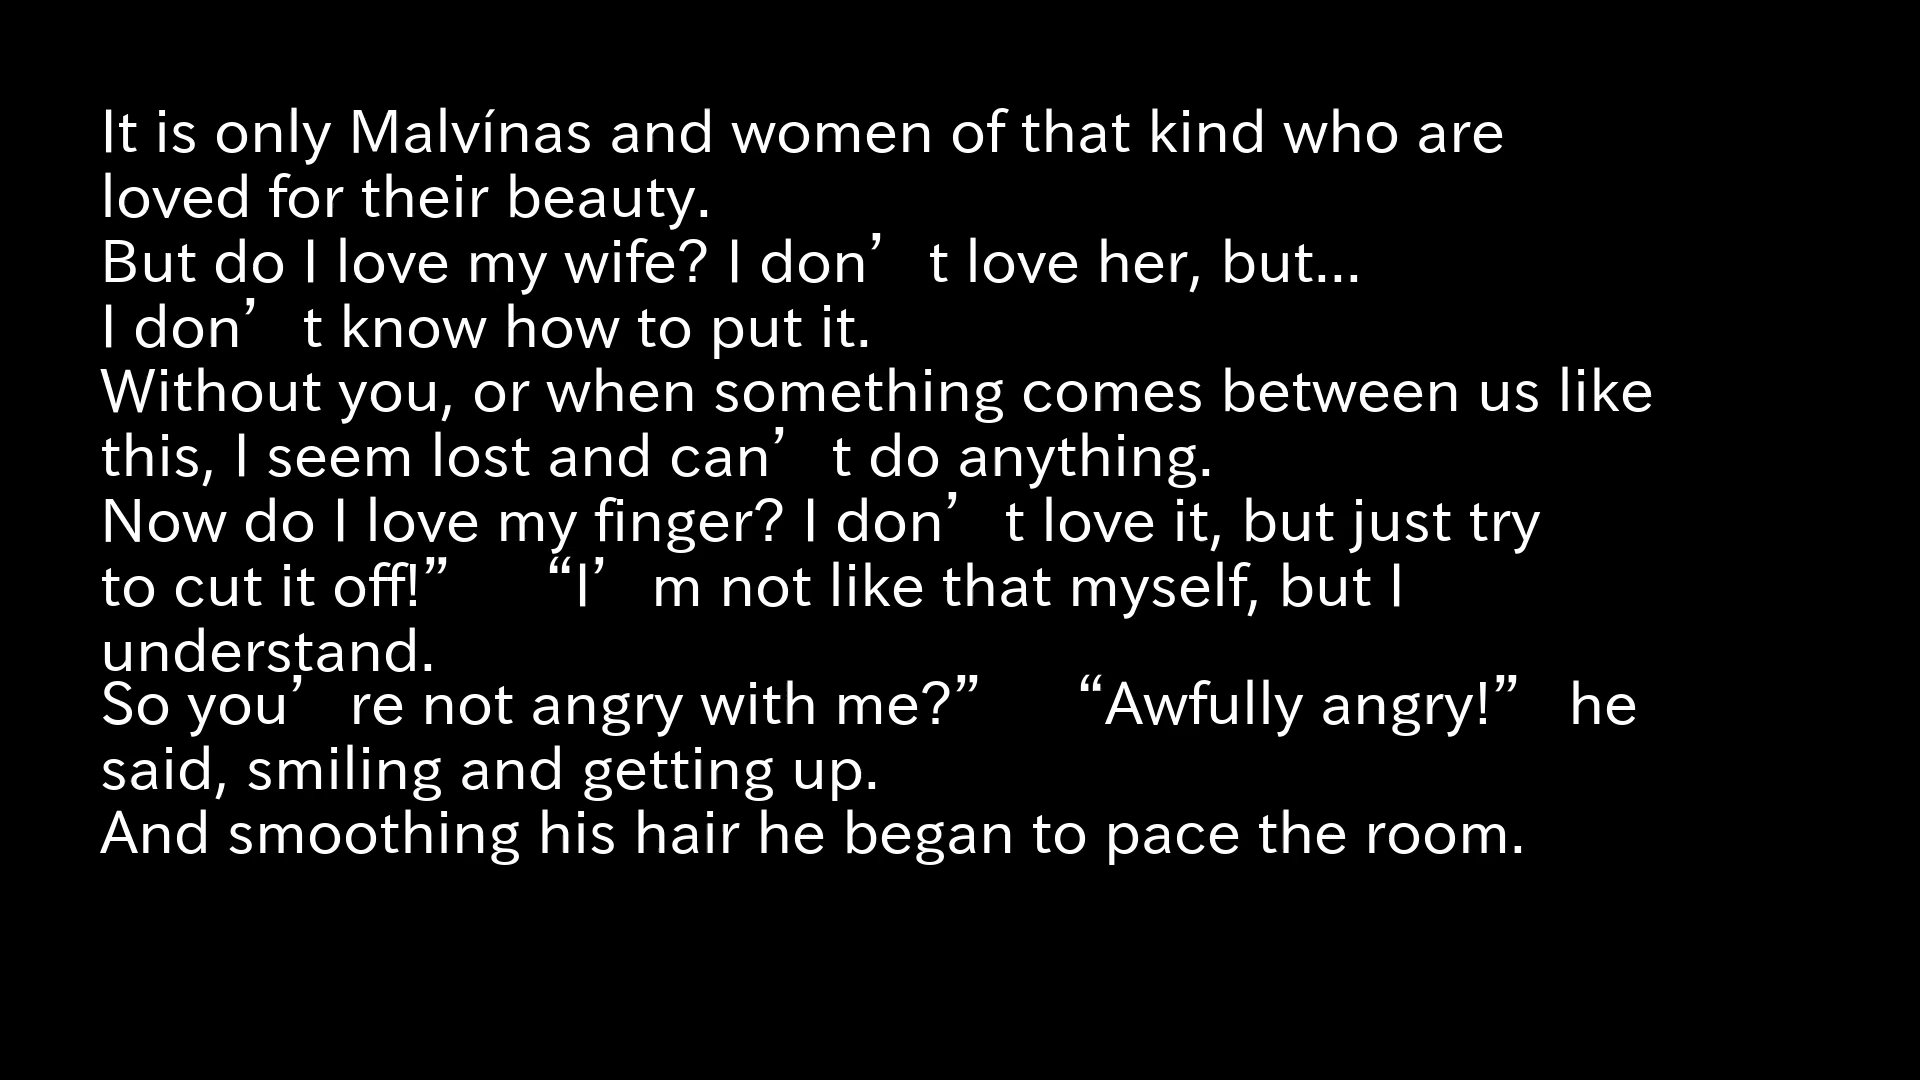 It is only Malvínas and women of that kind who are
loved for their beauty.
But do I love my wife? I don’t love her, but...
I don’t know how to put it.
Without you, or when something comes between us like
this, I seem lost and can’t do anything.
Now do I love my finger? I don’t love it, but just try
to cut it off!” “I’m not like that myself, but I
understand.
So you’re not angry with me?” “Awfully angry!” he
said, smiling and getting up.
And smoothing his hair he began to pace the room.